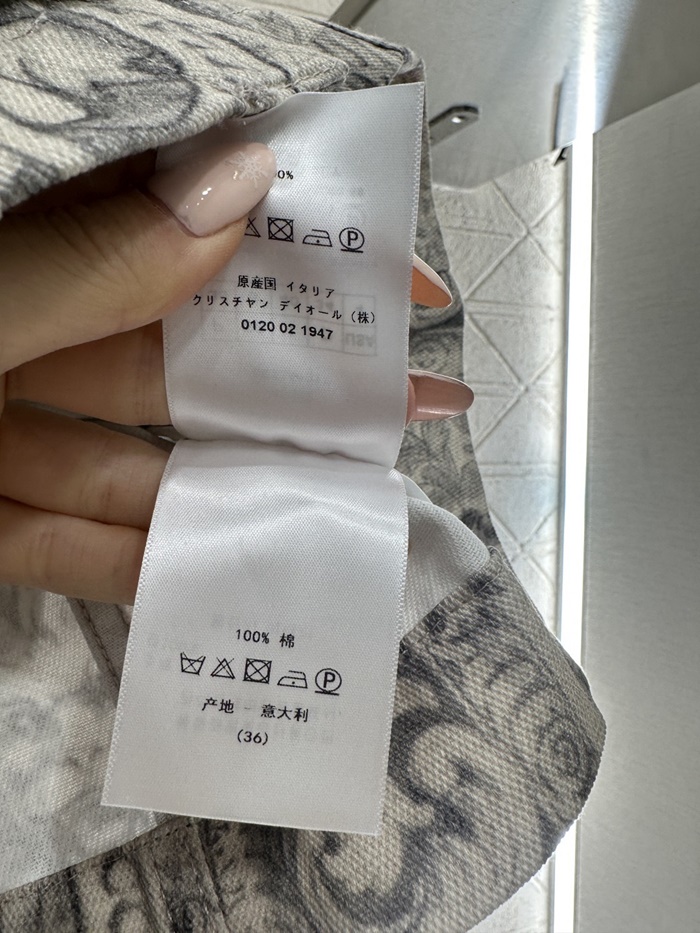 原産国 イタリア
クリスチャン ディオール (株)
0120 02 1947
100% 棉
产地 - 意大利
(36)